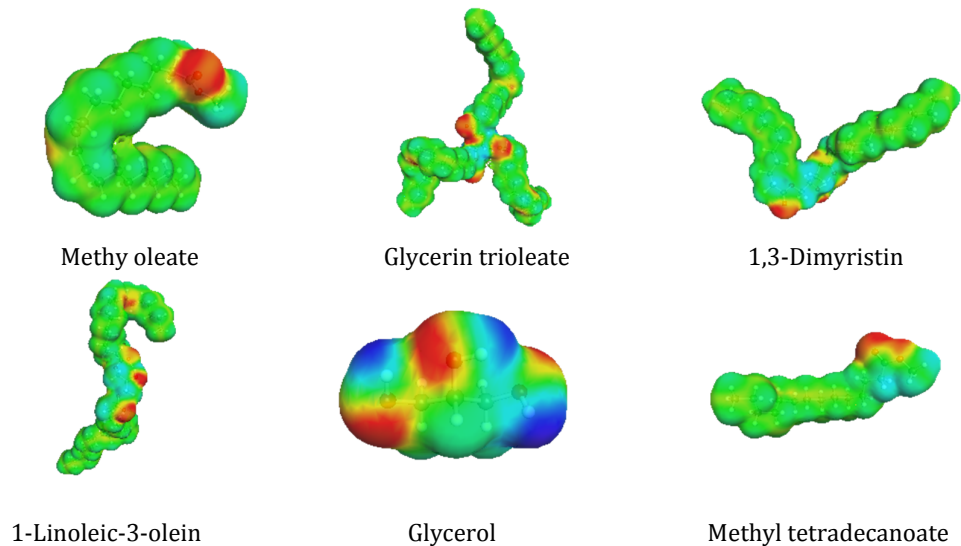 Methy oleate
Glycerin trioleate
1,3-Dimyristin
1-Linoleic-3-olein
Glycerol
Methyl tetradecanoate